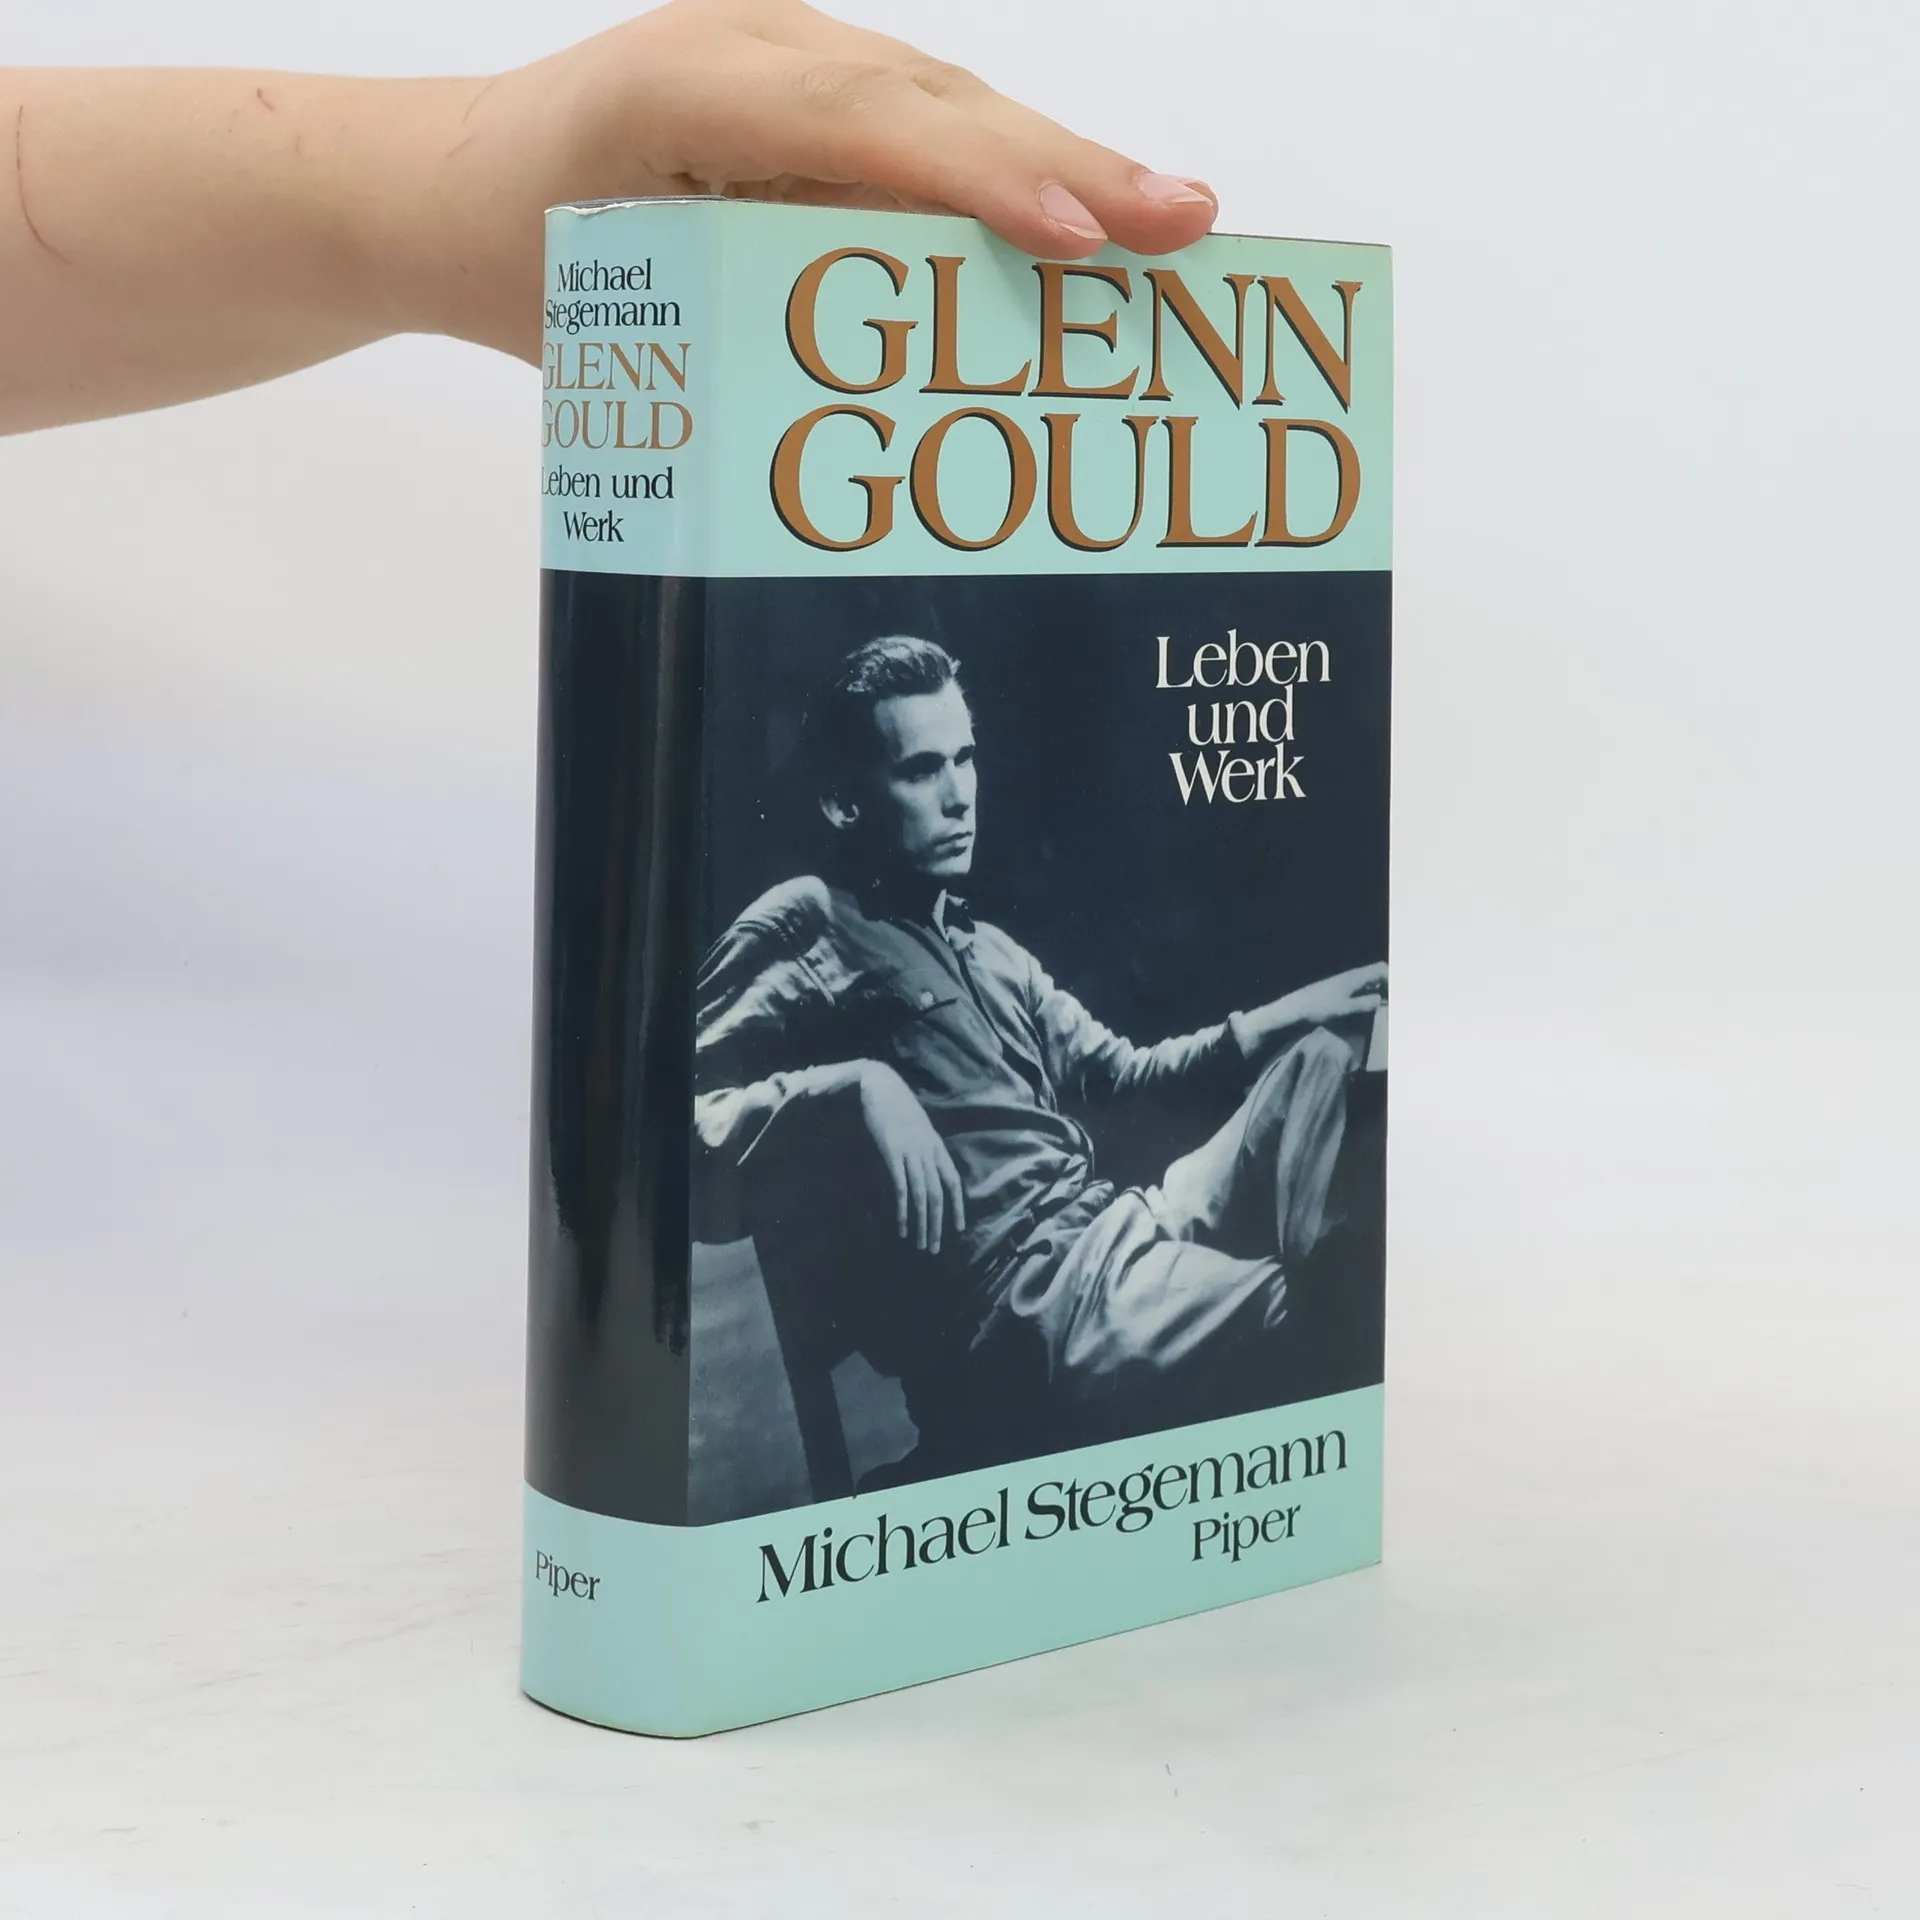 Michael
Stegemann
GLENN
GOULD
Leben und
Werk
Piper
GLENN
GOULD
Leben
und
Werk
Michael Stegemann
Piper